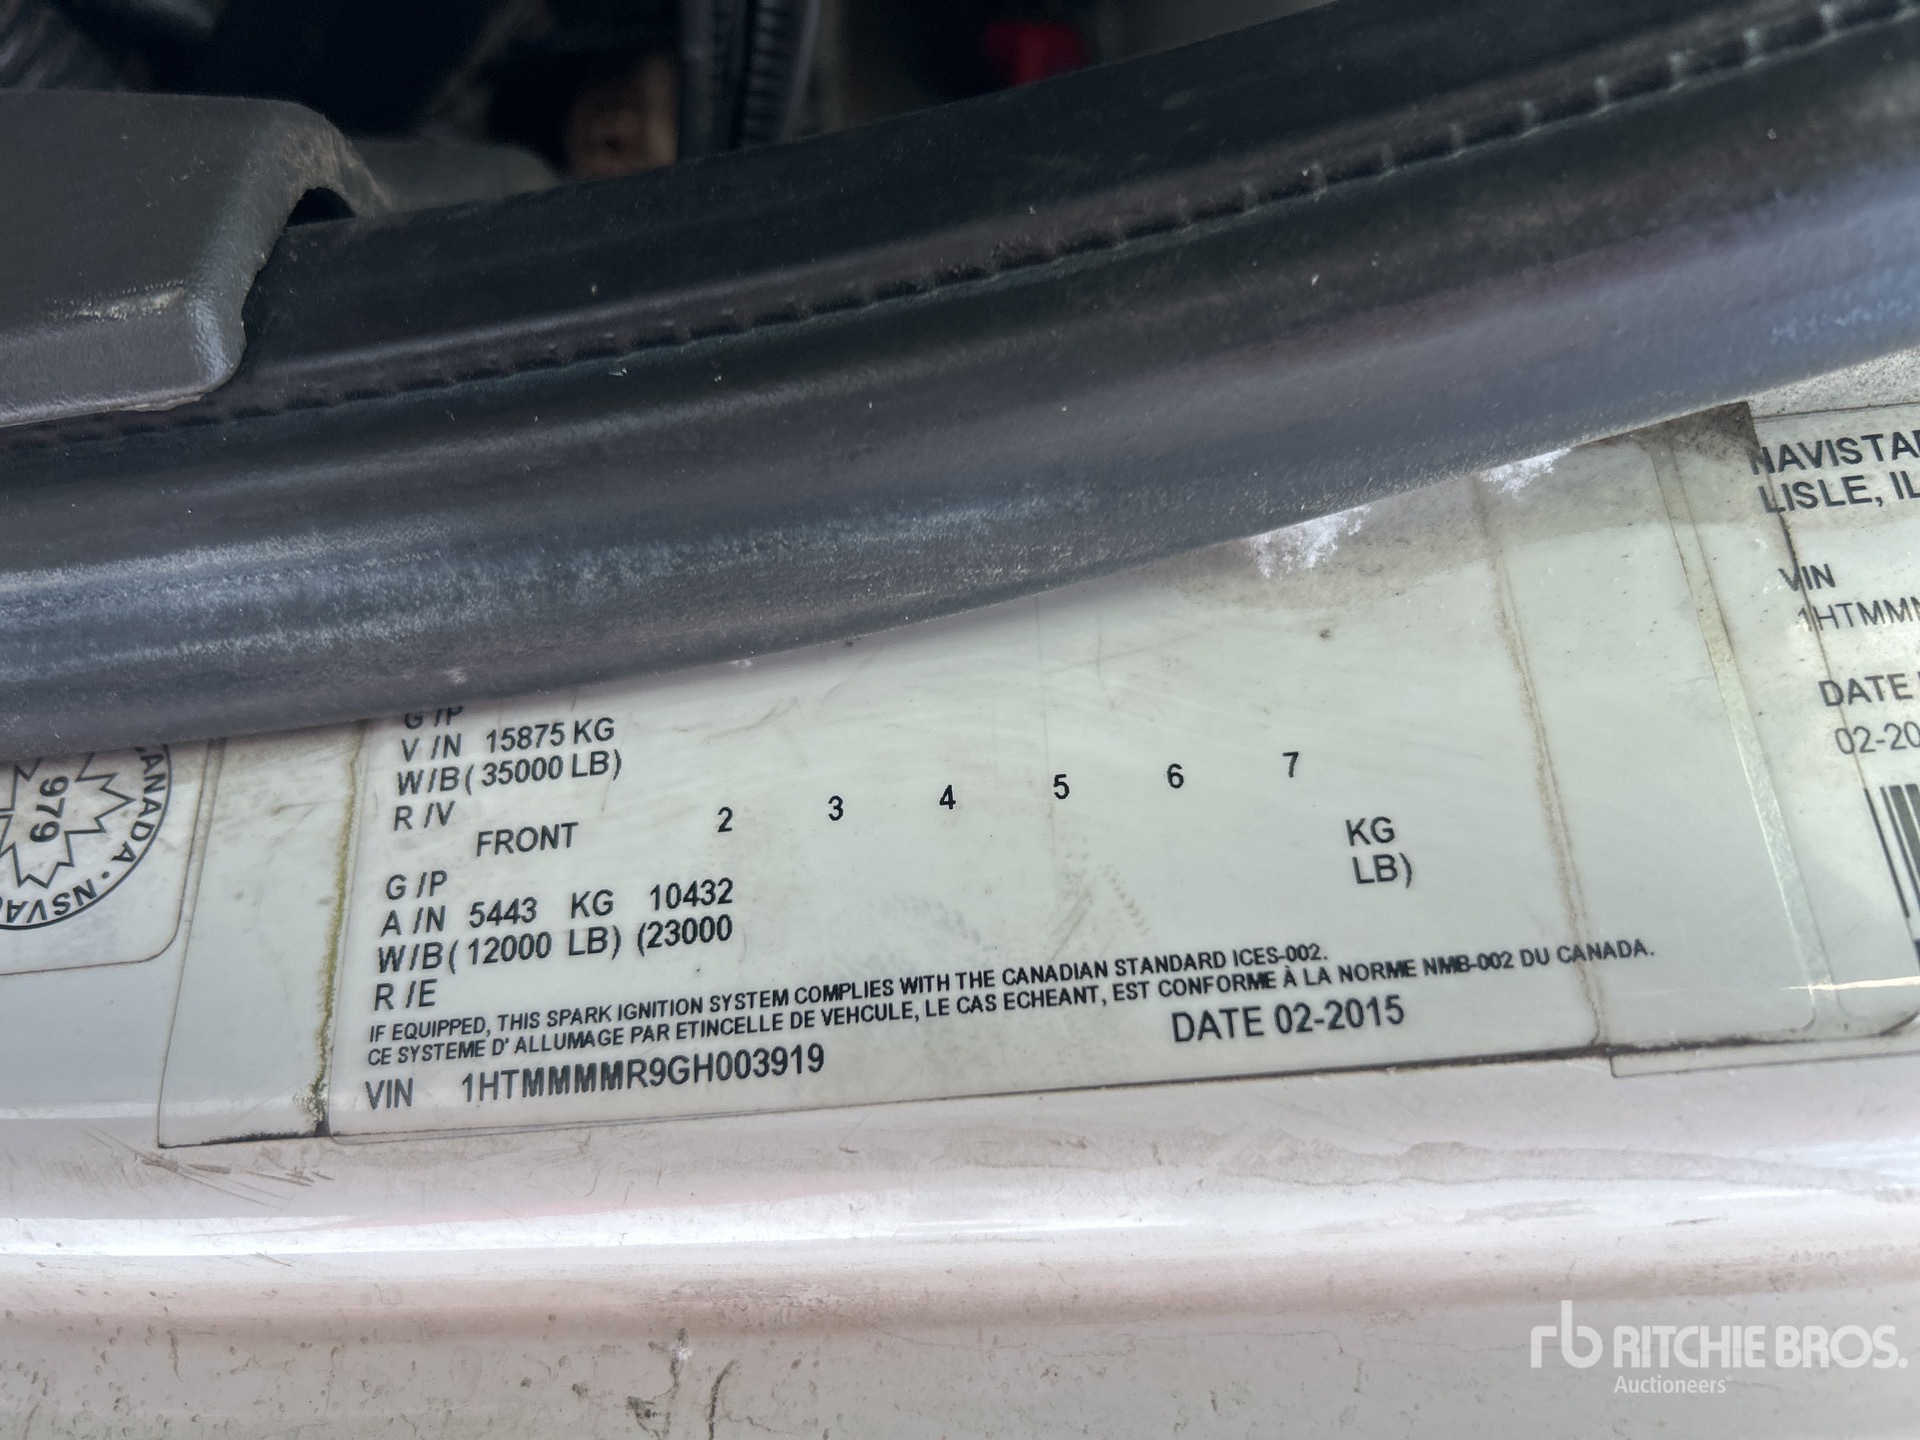 G /P
V /N 15875 KG
W/B( 35000 LB)
R /V
FRONT 2 3 4 5 6 7
G /P KG
A /N 5443 KG 10432 LB)
W/B( 12000 LB) (23000
R /E
IF EQUIPPED, THIS SPARK IGNITION SYSTEM COMPLIES WITH THE CANADIAN STANDARD ICES-002.
CE SYSTEME D' ALLUMAGE PAR ETINCELLE DE VEHCULE, LE CAS ECHEANT, EST CONFORME À LA NORME NMB-002 DU CANADA.
VIN 1HTMMMMR9GH003919 DATE 02-2015
979
CANADA · NSVA
NAVISTAR
LISLE, IL
VIN
1HTMMM
DATE
02-20
rb RITCHIE BROS.
Auctioneers